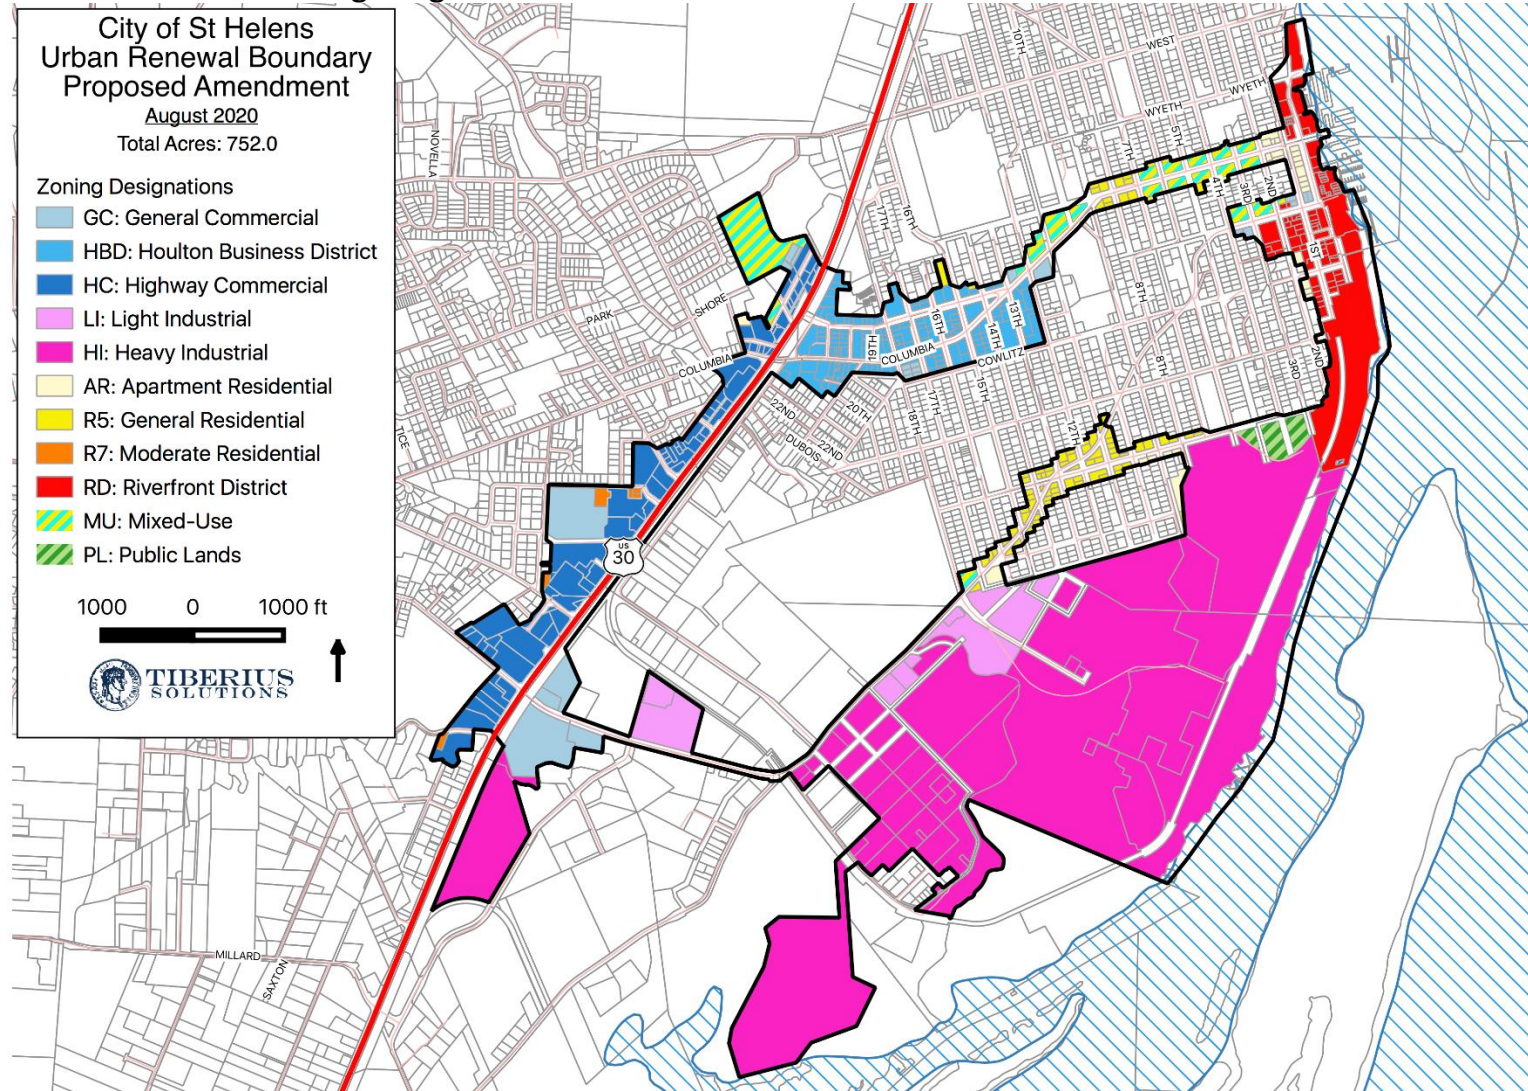 City of St Helens
Urban Renewal Boundary
Proposed Amendment
August 2020
Total Acres: 752.0
Zoning Designations
GC: General Commercial
HBD: Houlton Business District
HC: Highway Commercial
LI: Light Industrial
HI: Heavy Industrial
AR: Apartment Residential
R5: General Residential
R7: Moderate Residential
RD: Riverfront District
MU: Mixed-Use
PL: Public Lands
1000 0 1000 ft
TIBERIUS
SOLUTIONS
10TH
WEST
WYETH
WYETH
NOVELLA
5TH
7TH
4TH
3RD
2ND
17TH
16TH
1ST
8TH
SHORE
PARK
COLUMBIA
19TH
COLUMBIA
16TH
14TH
13TH
COWLITZ
8TH
2ND
3RD
15TH
17TH
18TH
20TH
22ND
22ND
DUBOIS
12TH
TICE
US
30
MILLARD
SAXTON